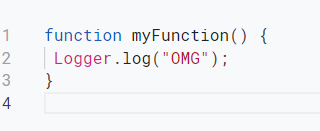 1 function myFunction() {
2 Logger.log("OMG");
3 }
4